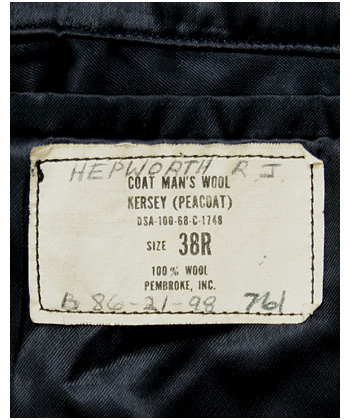 HEPWORTH R J
COAT MAN'S WOOL
KERSEY (PEACOAT)
DSA-100-68-C-1748
SIZE 38R
100% WOOL
PEMBROKE, INC.
B 86-21-98 761